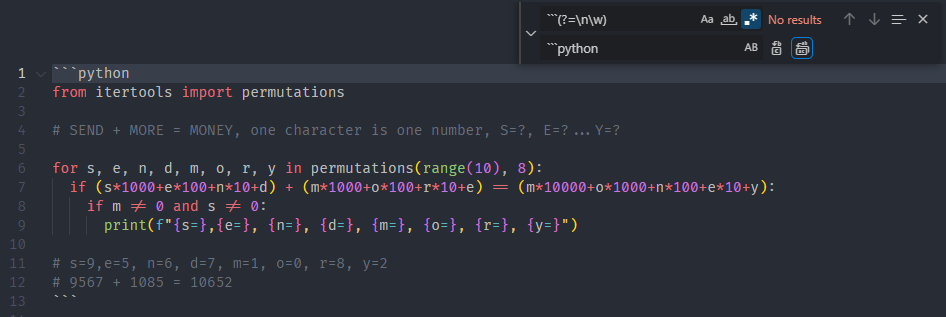 ```(?=\n\w)
Aa ab .* No results
```python
AB
1 ```python
2 from itertools import permutations
3
4 # SEND + MORE = MONEY, one character is one number, S=?, E=?...Y=?
5
6 for s, e, n, d, m, o, r, y in permutations(range(10), 8):
7 if (s*1000+e*100+n*10+d) + (m*1000+o*100+r*10+e) == (m*10000+o*1000+n*100+e*10+y):
8 if m != 0 and s != 0:
9 print(f"{s=},{e=}, {n=}, {d=}, {m=}, {o=}, {r=}, {y=}")
10
11 # s=9,e=5, n=6, d=7, m=1, o=0, r=8, y=2
12 # 9567 + 1085 = 10652
13 ```